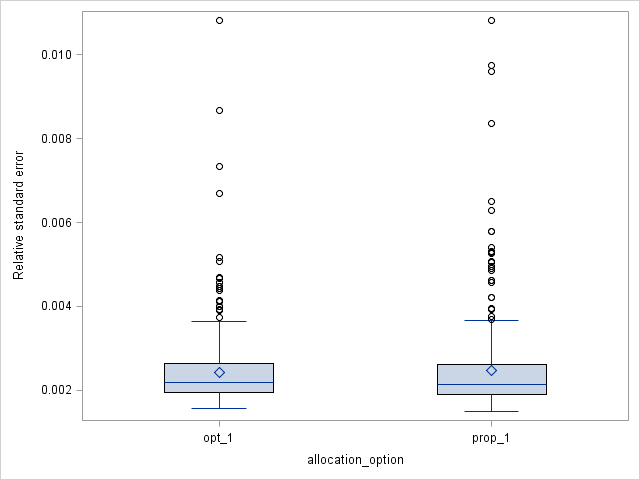 0.010
0.008
0.006
0.004
0.002
Relative standard error
opt_1
prop_1
allocation_option